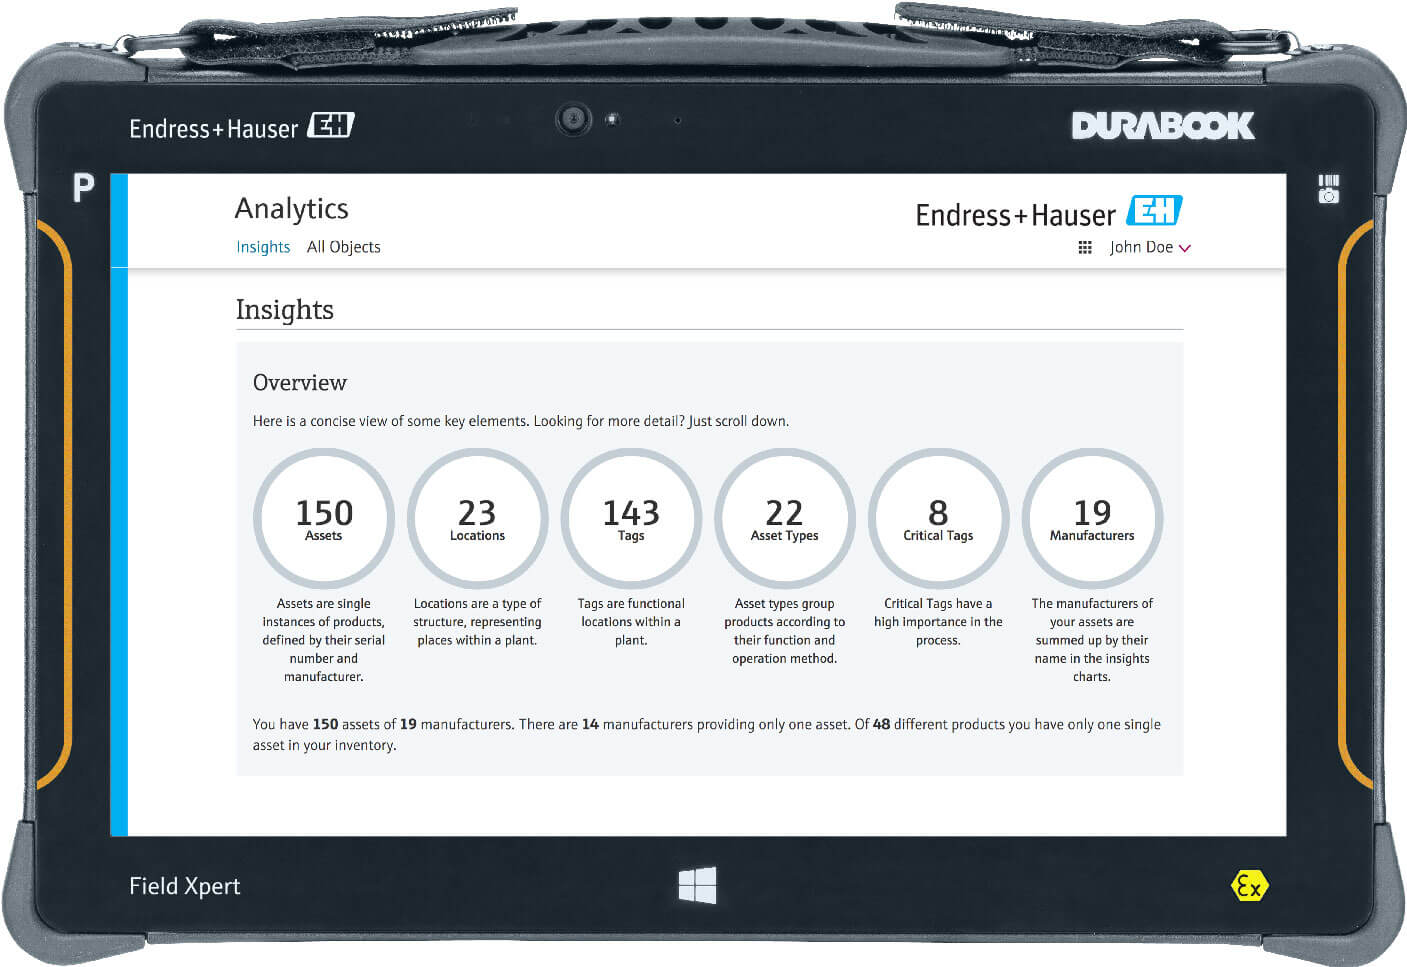 Endress+Hauser EH
DURABOOK
P
Analytics
Endress+Hauser EH
Insights All Objects
John Doe
Insights
Overview
Here is a concise view of some key elements. Looking for more detail? Just scroll down.
150
Assets
23
Locations
143
Tags
22
Asset Types
8
Critical Tags
19
Manufacturers
Assets are single
instances of products,
defined by their serial
number and
manufacturer.
Locations are a type of
structure, representing
places within a plant.
Tags are functional
locations within a
plant.
Asset types group
products according to
their function and
operation method.
Critical Tags have a
high importance in the
process.
The manufacturers of
your assets are
summed up by their
name in the insights
charts.
You have 150 assets of 19 manufacturers. There are 14 manufacturers providing only one asset. Of 48 different products you have only one single
asset in your inventory.
Field Xpert
Ex